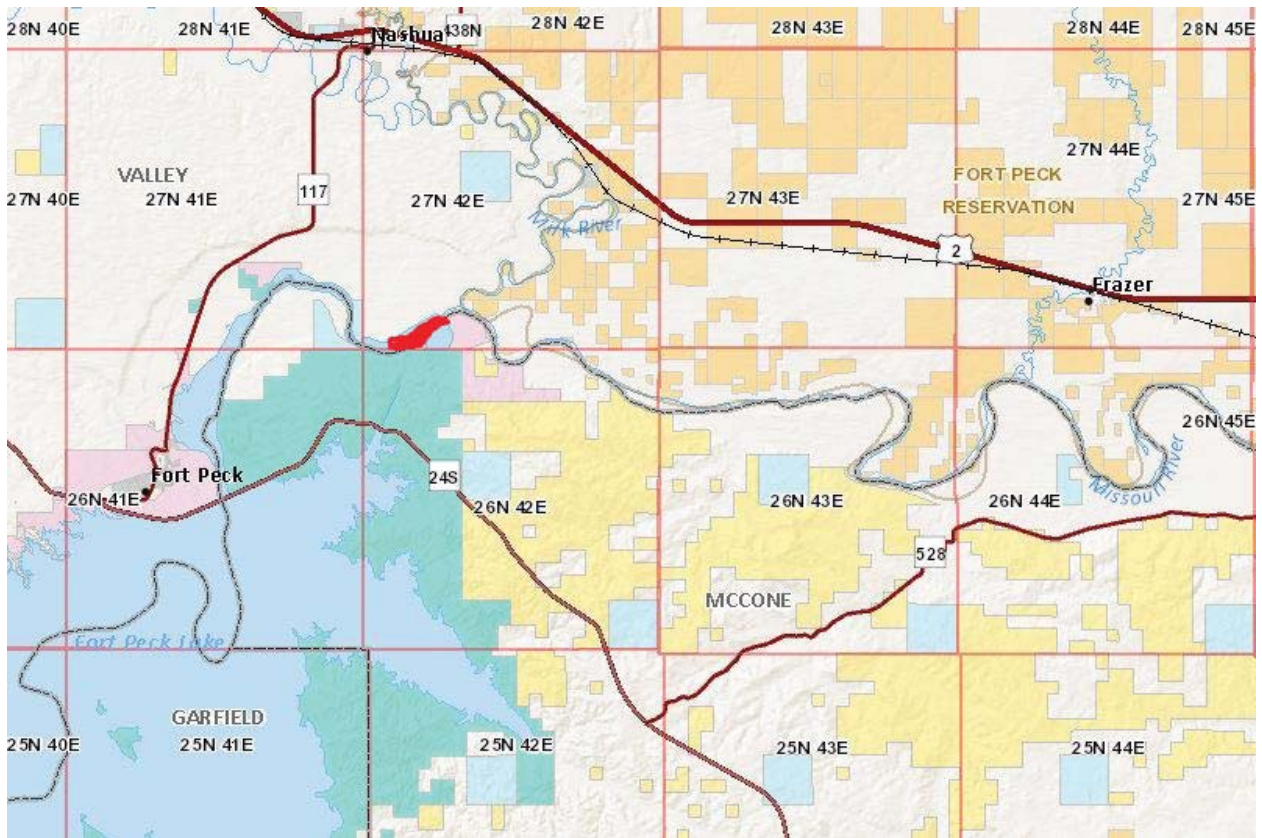 28N 40E
28N 41E
438N
28N 42E
28N 43E
28N 44E
28N 45E
Nashua
27N 44E
VALLEY
FORT PECK
RESERVATION
117
27N 40E
27N 41E
27N 42E
27N 43E
27N 45E
Milk River
2
Frazer
26N 45E
Fort Peck
24S
Missouri River
26N 41E
26N 42E
26N 43E
26N 44E
528
MCCONE
Fort Peck Lake
GARFIELD
25N 40E
25N 41E
25N 42E
25N 43E
25N 44E